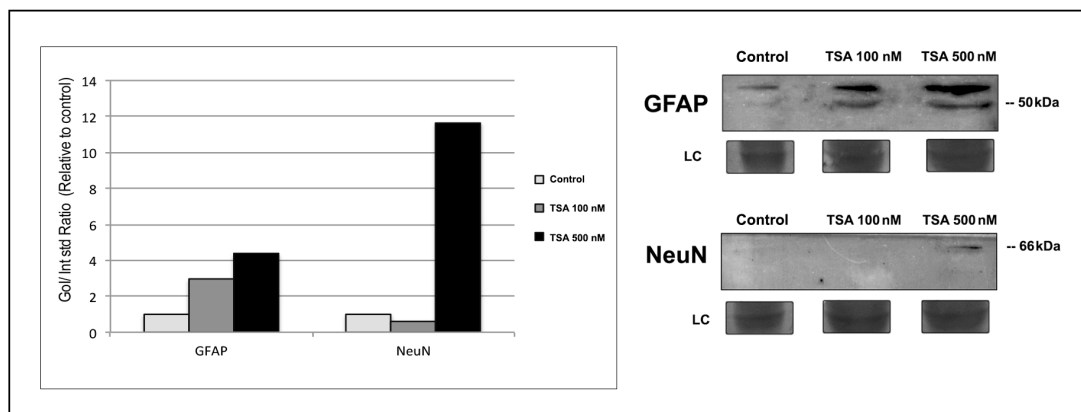 GoI/ Int std Ratio (Relative to control)
14
12
10
8
6
4
2
0
GFAP NeuN
Control
TSA 100 nM
TSA 500 nM
Control TSA 100 nM TSA 500 nM
GFAP
-- 50kDa
LC
Control TSA 100 nM TSA 500 nM
NeuN
-- 66kDa
LC